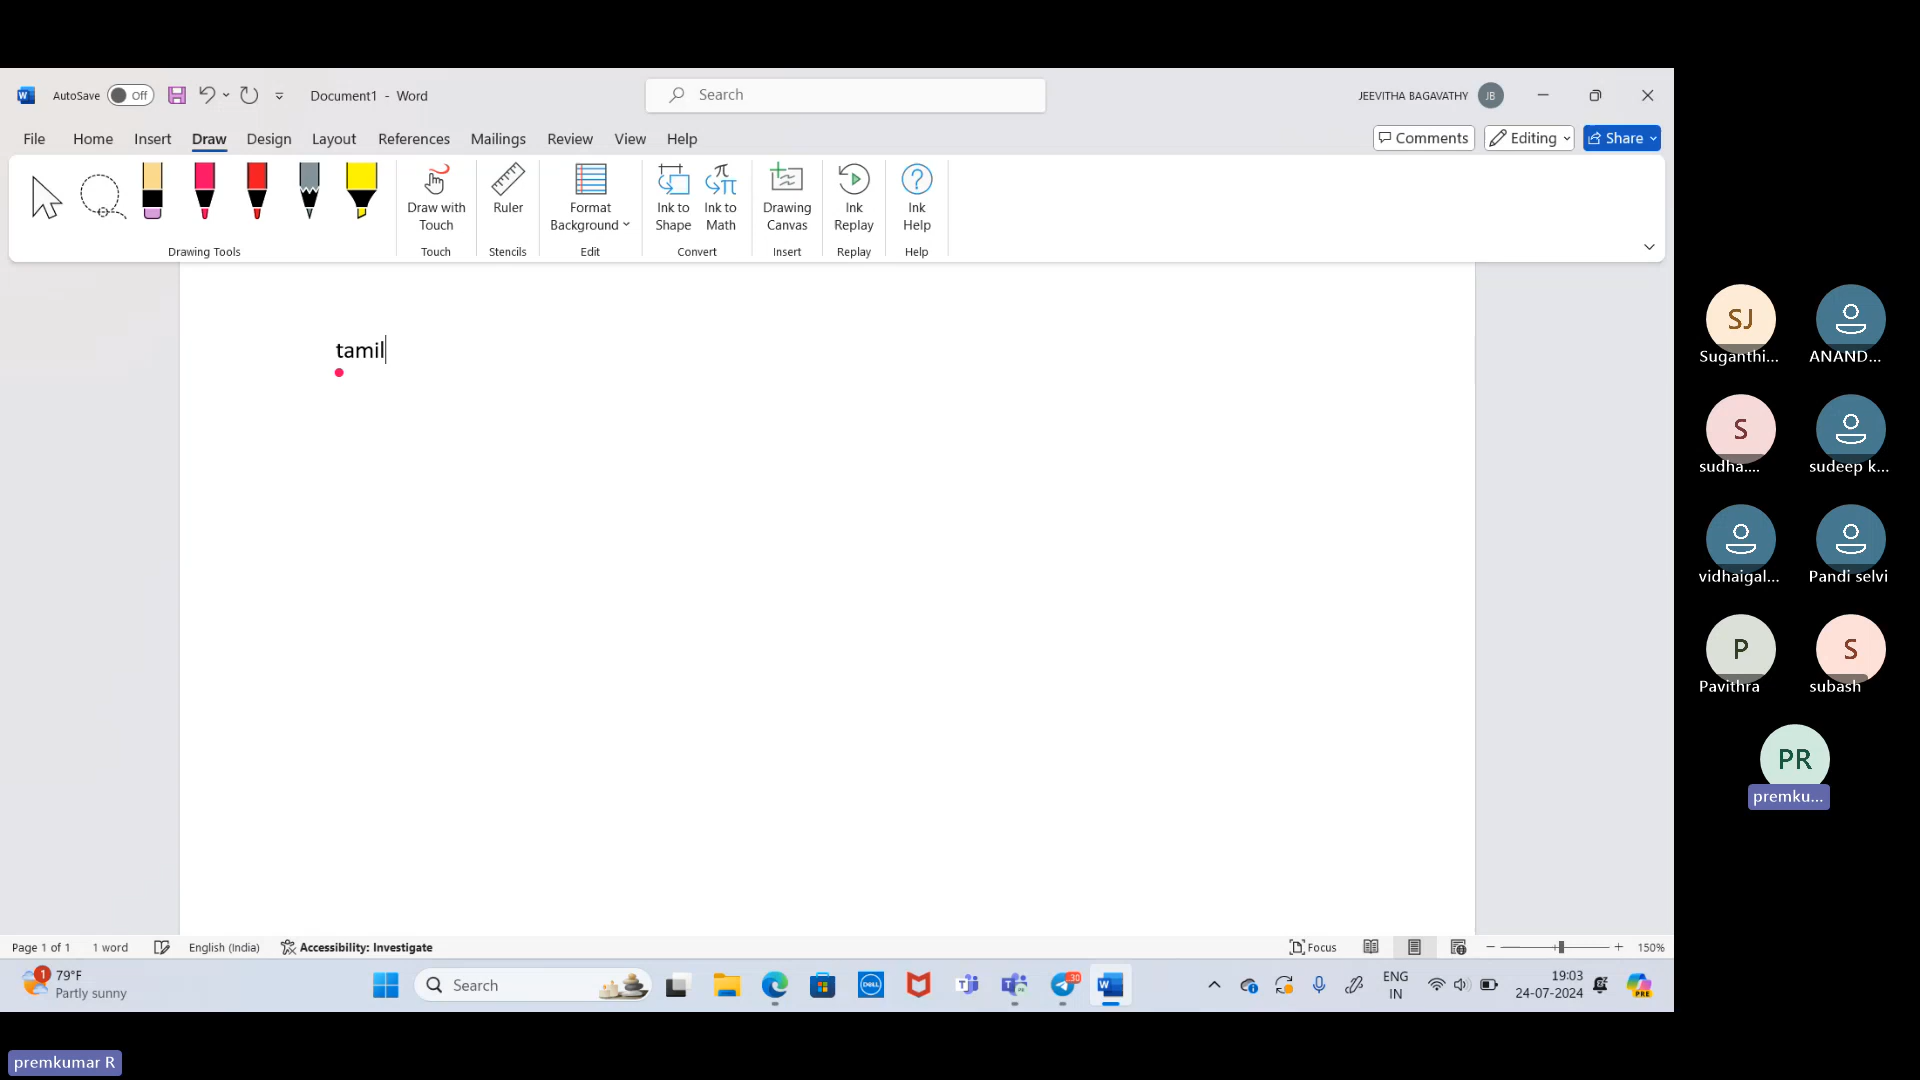 AutoSave Off Document1 - Word Search JEEVITHA BAGAVATHY JB
File Home Insert Draw Design Layout References Mailings Review View Help Comments Editing Share
Draw with Touch
Ruler
Format Background
Ink to Shape
Ink to Math
Drawing Canvas
Ink Replay
Ink Help
Drawing Tools Touch Stencils Edit Convert Insert Replay Help
tamil
SJ
Suganthi... ANAND...
S
sudha.... sudeep k...
vidhaigal... Pandi selvi
P S
Pavithra subash
PR
premku...
Page 1 of 1 1 word English (India) Accessibility: Investigate Focus 150%
1 79°F
Partly sunny
Search
DELL
30
ENG
IN
19:03
24-07-2024
PRE
premkumar R